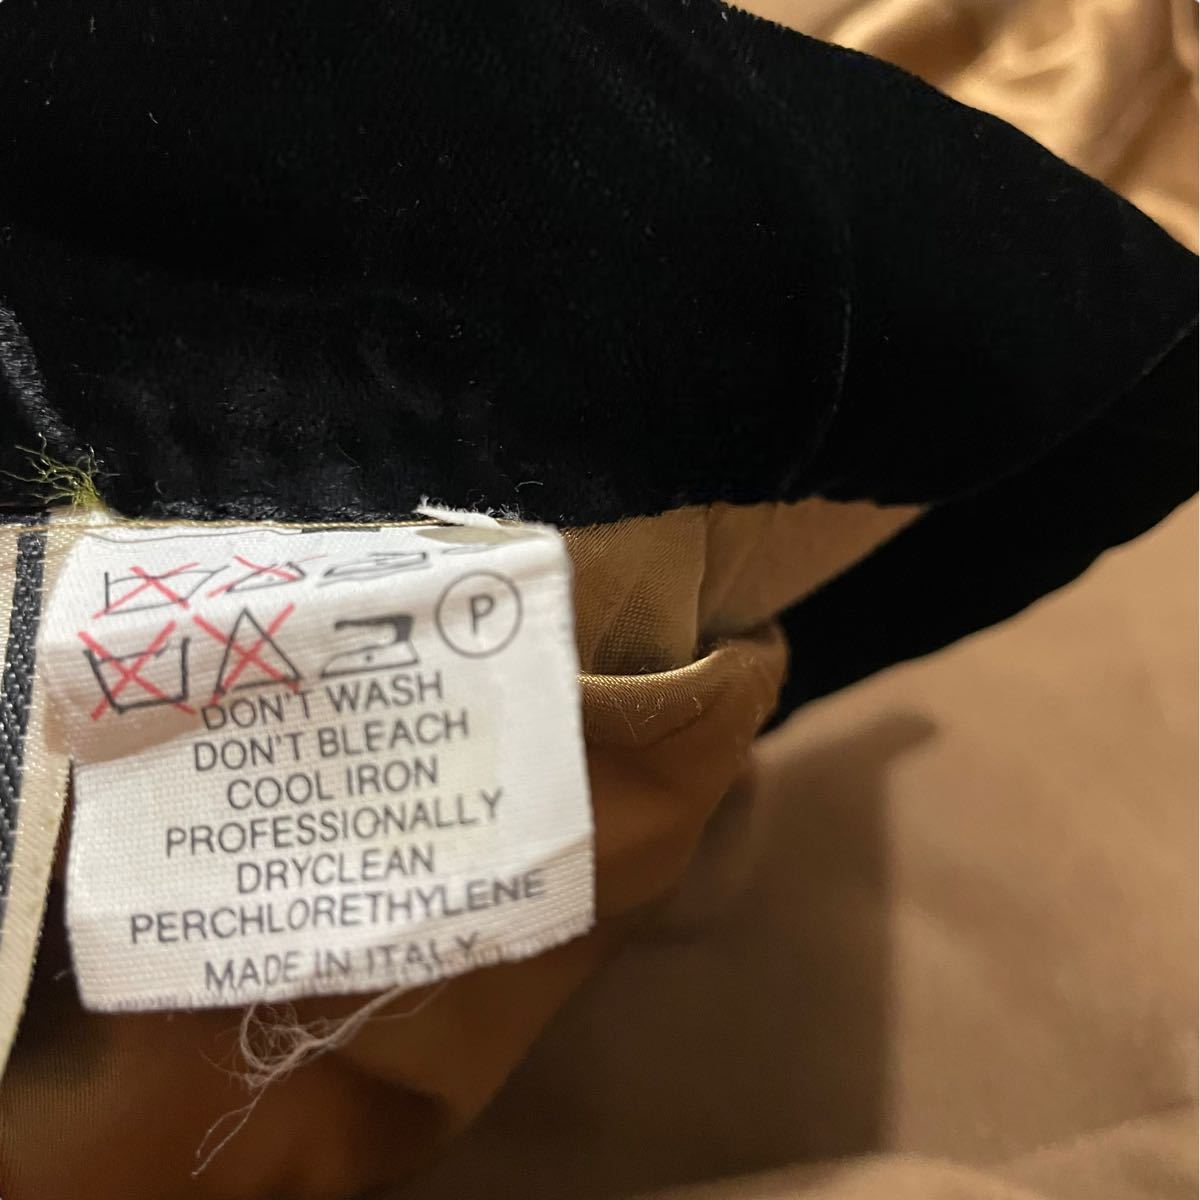 P
DON'T WASH
DON'T BLEACH
COOL IRON
PROFESSIONALLY
DRYCLEAN
PERCHLORETHYLENE
MADE IN ITALY